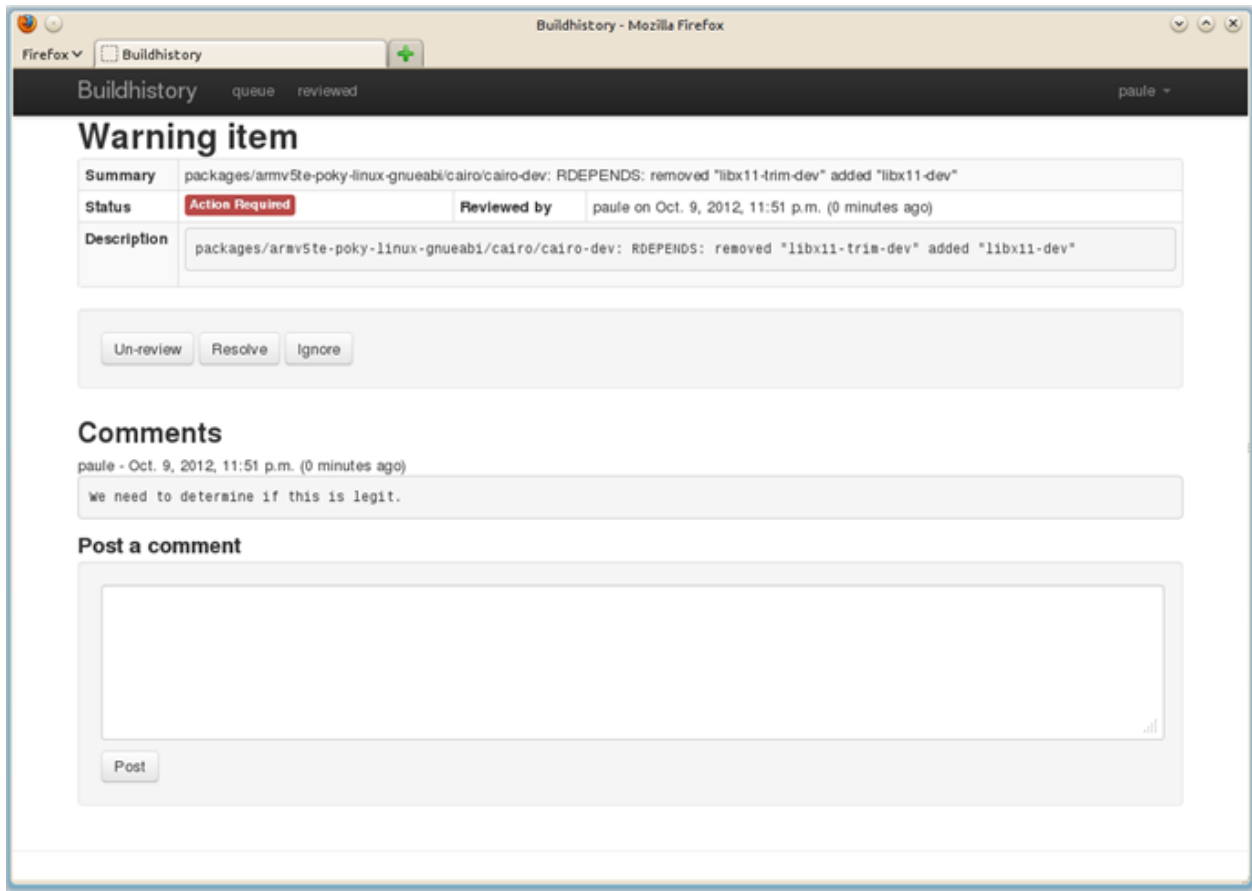 Buildhistory - Mozilla Firefox
Firefox Buildhistory
Buildhistory queue reviewed paule
Warning item
Summary packages/armv5te-poky-linux-gnueabi/cairo/cairo-dev: RDEPENDS: removed "libx11-trim-dev" added "libx11-dev"
Status Action Required Reviewed by paule on Oct. 9, 2012, 11:51 p.m. (0 minutes ago)
Description
packages/armv5te-poky-linux-gnueabi/cairo/cairo-dev: RDEPENDS: removed "libx11-trim-dev" added "libx11-dev"
Un-review Resolve Ignore
Comments
paule - Oct. 9, 2012, 11:51 p.m. (0 minutes ago)
We need to determine if this is legit.
Post a comment
Post